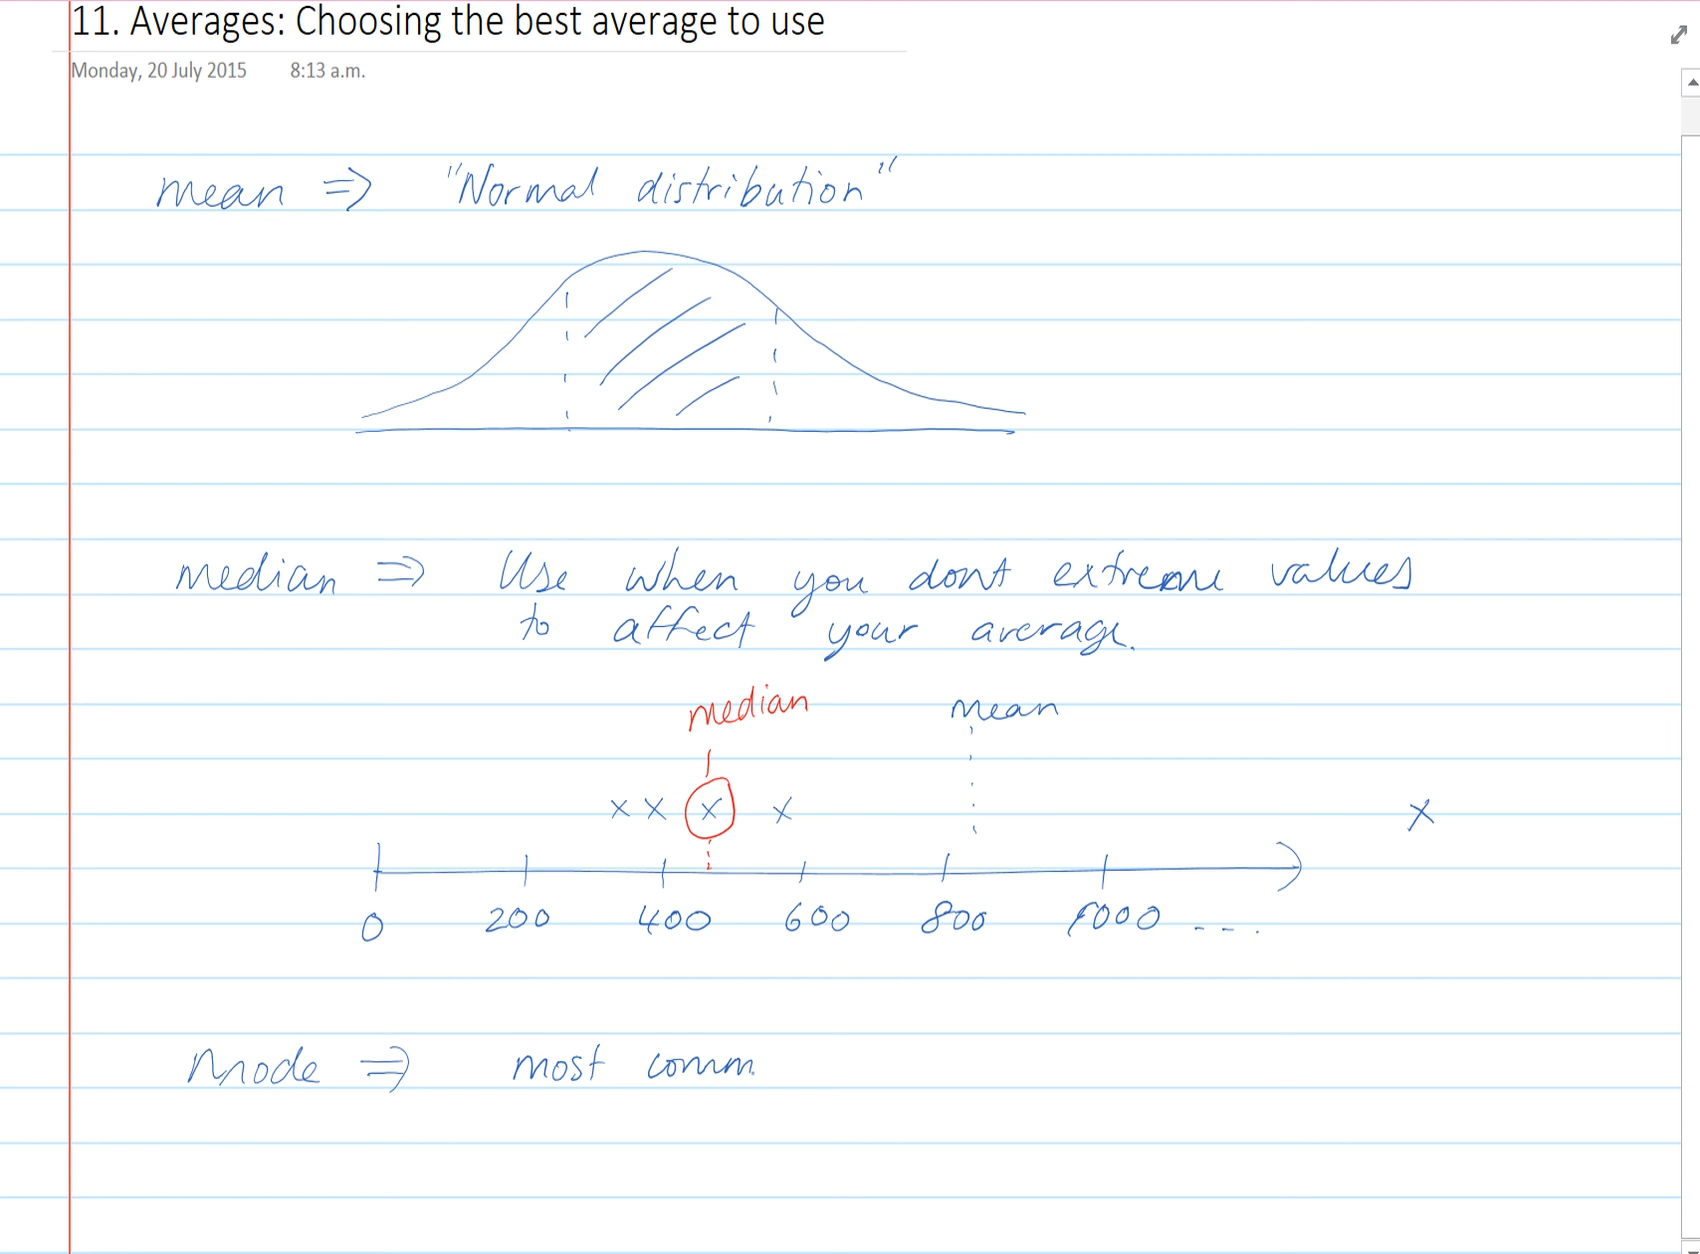 11. Averages: Choosing the best average to use
Monday, 20 July 2015 8:13 a.m.
mean ⇒ "Normal distribution"
median ⇒ Use when you dont extreme values
to affect your average.
median mean
x x x x x
0 200 400 600 800 1000 ...
Mode ⇒ most comm